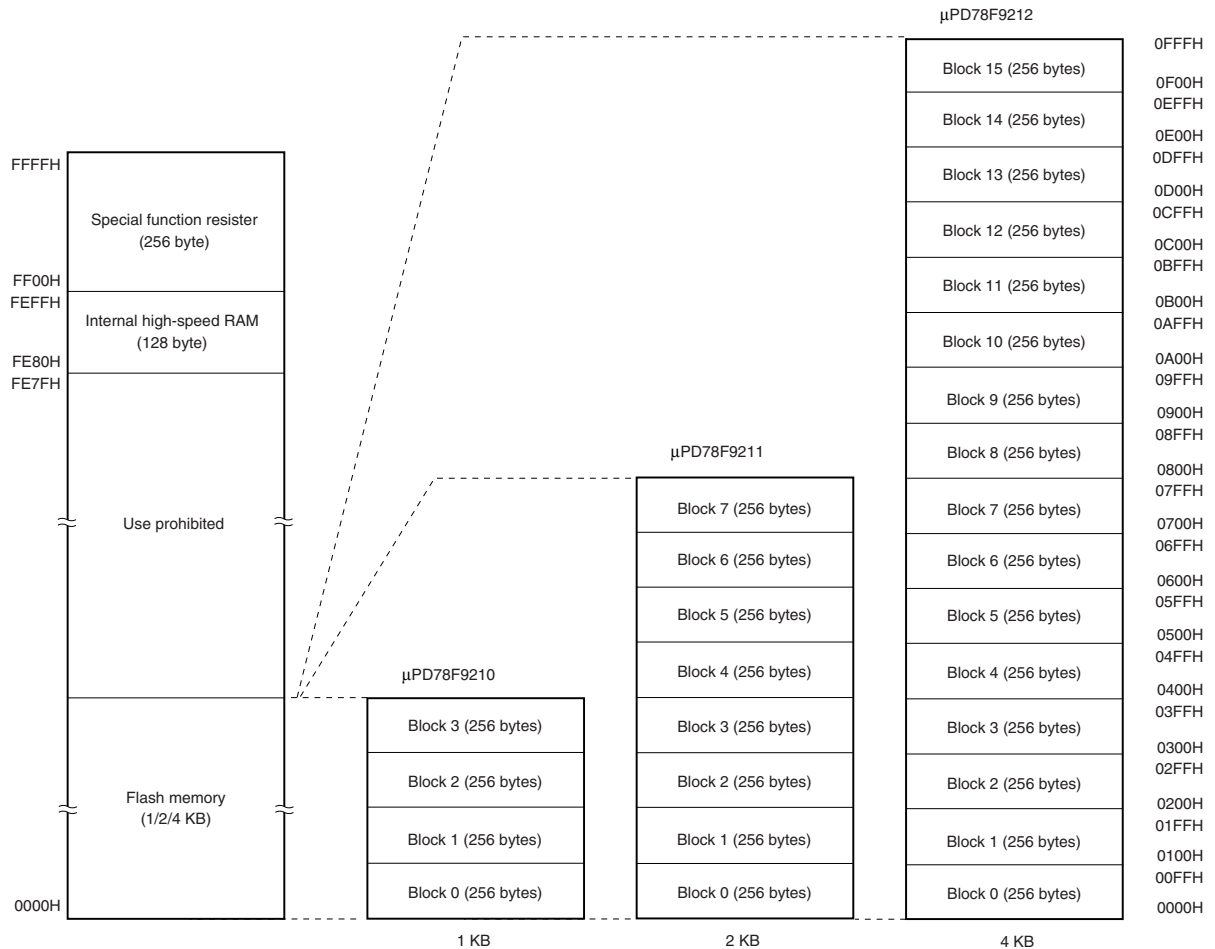 µPD78F9212
0FFFH
Block 15 (256 bytes)
0F00H
0EFFH
Block 14 (256 bytes)
0E00H
0DFFH
Block 13 (256 bytes)
0D00H
0CFFH
Block 12 (256 bytes)
0C00H
0BFFH
Block 11 (256 bytes)
0B00H
0AFFH
Block 10 (256 bytes)
0A00H
09FFH
Block 9 (256 bytes)
0900H
08FFH
Block 8 (256 bytes)
0800H
07FFH
Block 7 (256 bytes)
0700H
06FFH
Block 6 (256 bytes)
0600H
05FFH
Block 5 (256 bytes)
0500H
04FFH
Block 4 (256 bytes)
0400H
03FFH
Block 3 (256 bytes)
0300H
02FFH
Block 2 (256 bytes)
0200H
01FFH
Block 1 (256 bytes)
0100H
00FFH
Block 0 (256 bytes)
0000H
4 KB
µPD78F9211
Block 7 (256 bytes)
Block 6 (256 bytes)
Block 5 (256 bytes)
Block 4 (256 bytes)
Block 3 (256 bytes)
Block 2 (256 bytes)
Block 1 (256 bytes)
Block 0 (256 bytes)
2 KB
µPD78F9210
Block 3 (256 bytes)
Block 2 (256 bytes)
Block 1 (256 bytes)
Block 0 (256 bytes)
1 KB
FFFFH
Special function resister
(256 byte)
FF00H
FEFFH
Internal high-speed RAM
(128 byte)
FE80H
FE7FH
Use prohibited
Flash memory
(1/2/4 KB)
0000H